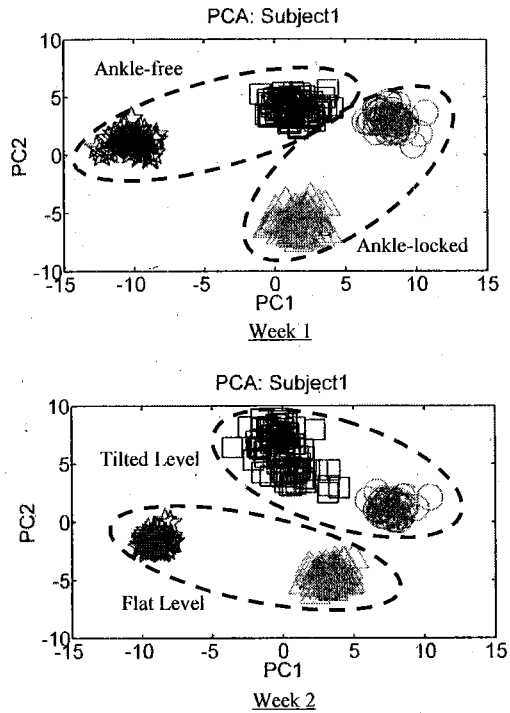 PCA: Subject1
10
5
0
-5
-10
PC2
Ankle-free
Ankle-locked
-15
-10
-5
0
5
10
15
PC1
Week 1
PCA: Subject1
10
5
0
-5
-10
PC2
Tilted Level
Flat Level
-15
-10
-5
0
5
10
15
PC1
Week 2